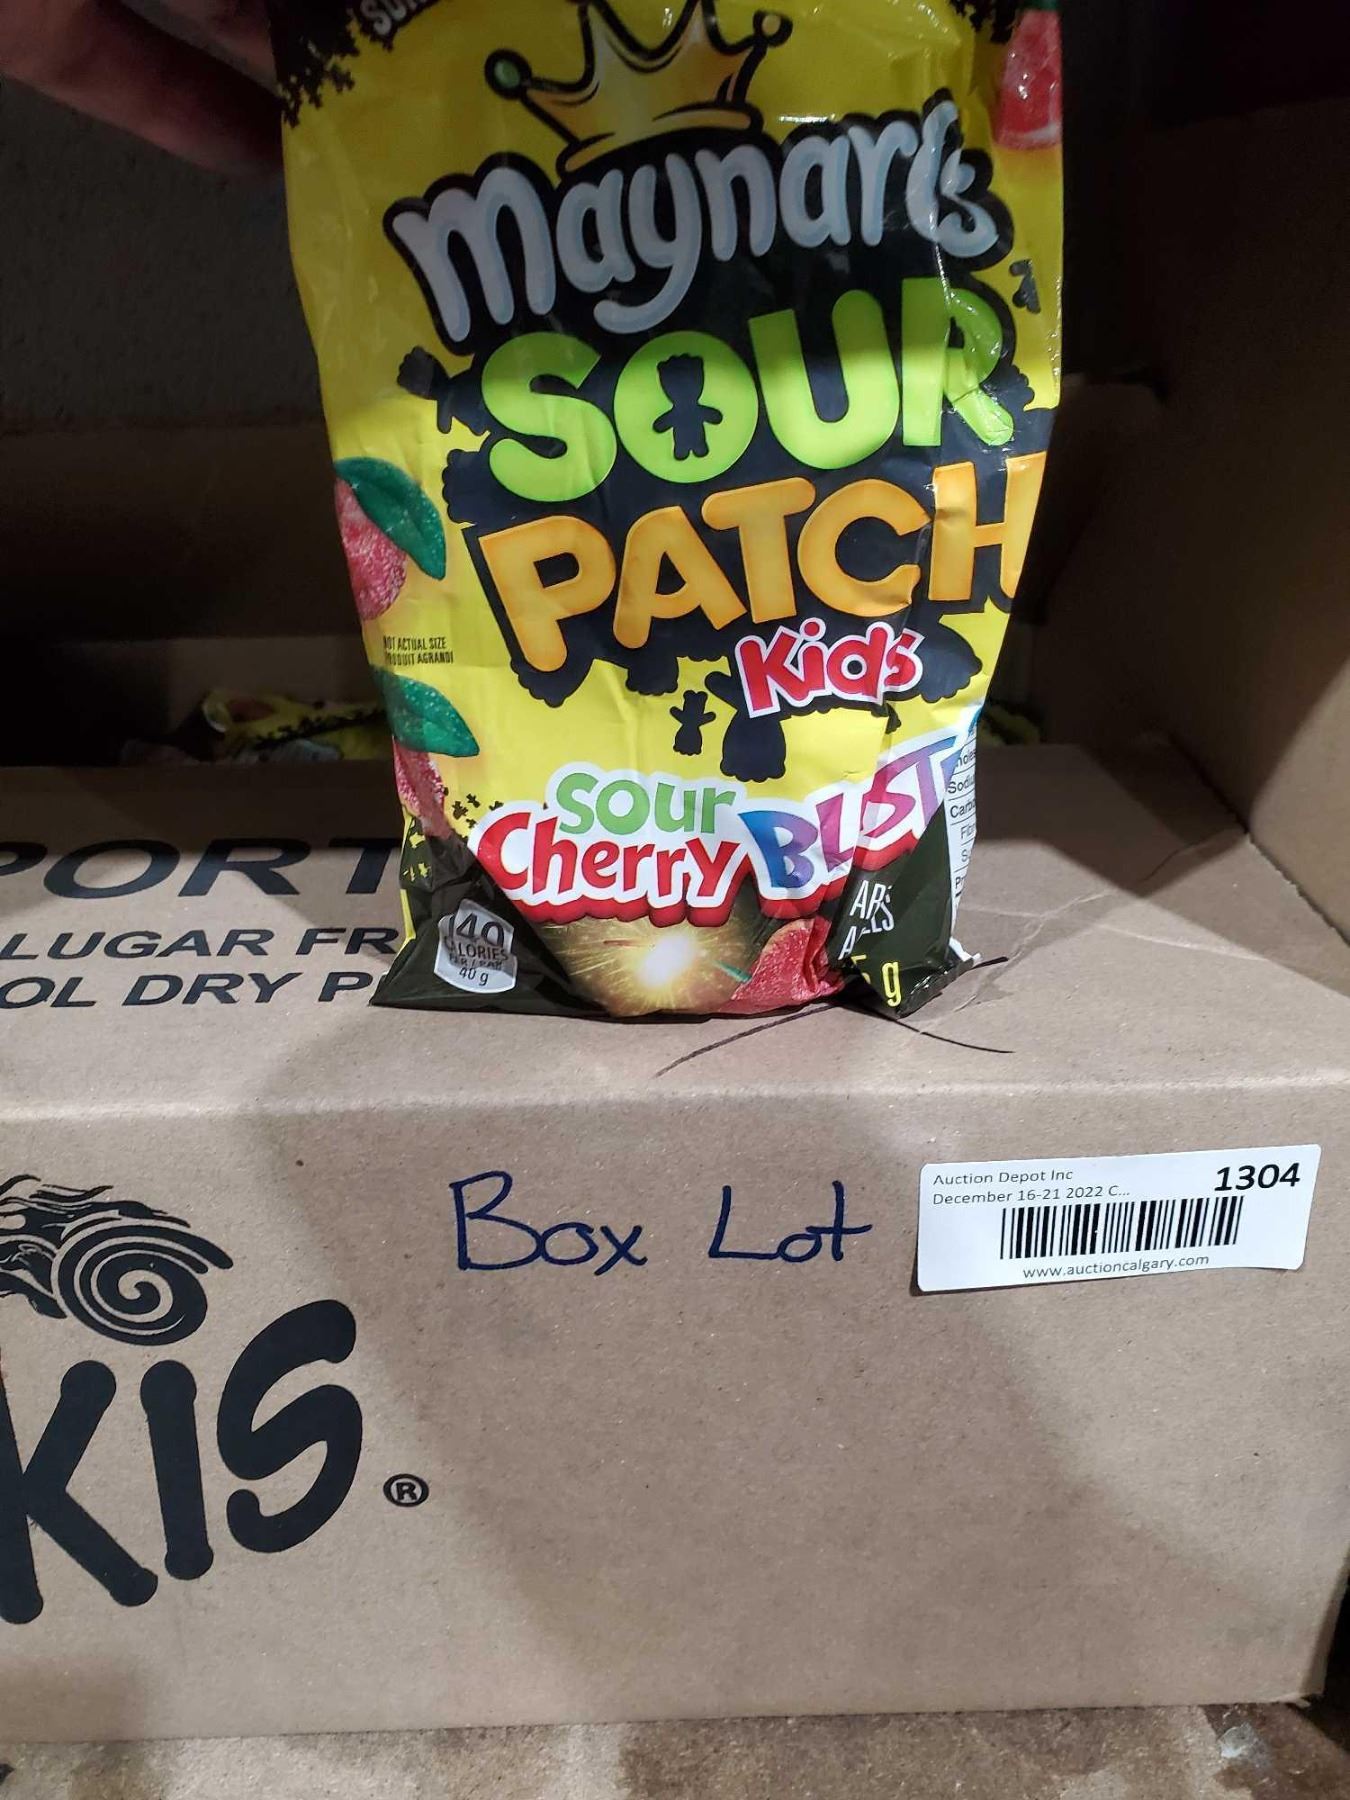 Maynards
SOUR
PATCH
Kids
NOT ACTUAL SIZE
PRODUIT AGRANDI
sour
Cherry BLAST
140
CALORIES
40 g
g
PORT
LUGAR FR
OL DRY P
Box Lot
Auction Depot Inc
1304
December 16-21 2022 C...
www.auctioncalgary.com
KIS®